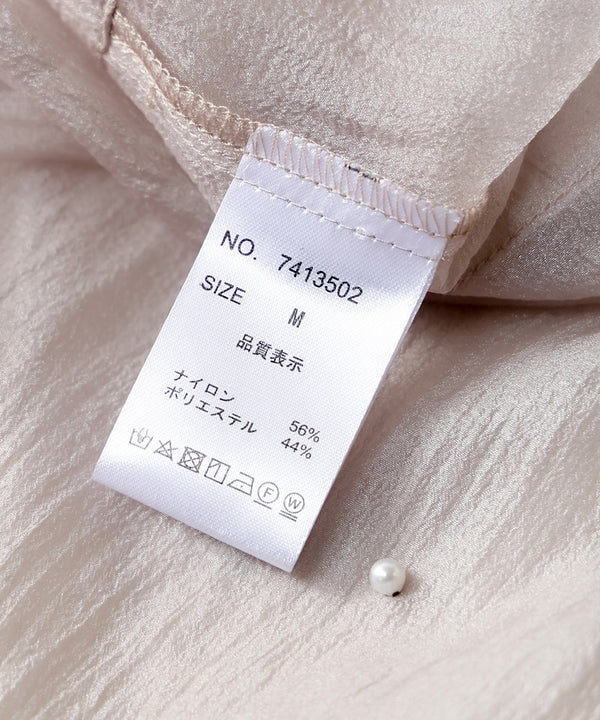 NO. 7413502
SIZE M
品質表示
ナイロン 56%
ポリエステル 44%
F W